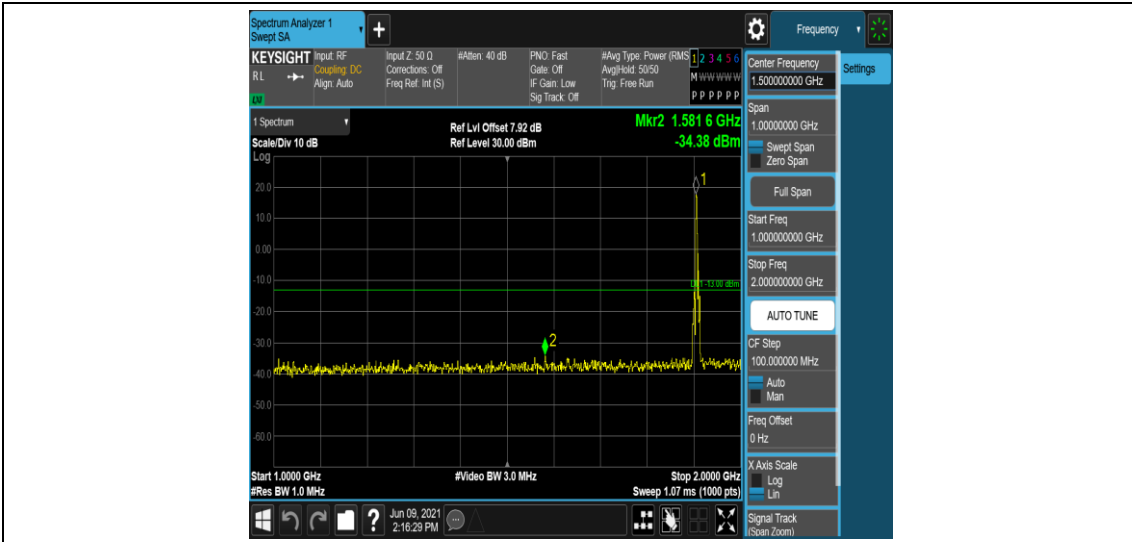 Spectrum Analyzer 1
Swept SA
Frequency
KEYSIGHT
Input: RF
Input Z: 50 Ω
#Atten: 40 dB
PNO: Fast
#Avg Type: Power (RMS
1 2 3 4 5 6
RL
Coupling: DC
Corrections: Off
Gate: Off
Avg|Hold: 50/50
M W W W W W
Align: Auto
Freq Ref: Int (S)
IF Gain: Low
Trig: Free Run
Sig Track: Off
P P P P P P
1 Spectrum
Ref Lvl Offset 7.92 dB
Mkr2 1.581 6 GHz
Scale/Div 10 dB
Ref Level 30.00 dBm
-34.38 dBm
Log
1
20.0
10.0
0.00
-10.0
-13.00 dBm
-20.0
-30.0
2
-40.0
-50.0
-60.0
Start 1.0000 GHz
#Video BW 3.0 MHz
Stop 2.0000 GHz
#Res BW 1.0 MHz
Sweep 1.07 ms (1000 pts)
?
Jun 09, 2021
2:16:29 PM
Center Frequency
1.500000000 GHz
Settings
Span
1.00000000 GHz
Swept Span
Zero Span
Full Span
Start Freq
1.000000000 GHz
Stop Freq
2.000000000 GHz
AUTO TUNE
CF Step
100.000000 MHz
Auto
Man
Freq Offset
0 Hz
X Axis Scale
Log
Lin
Signal Track
(Span Zoom)